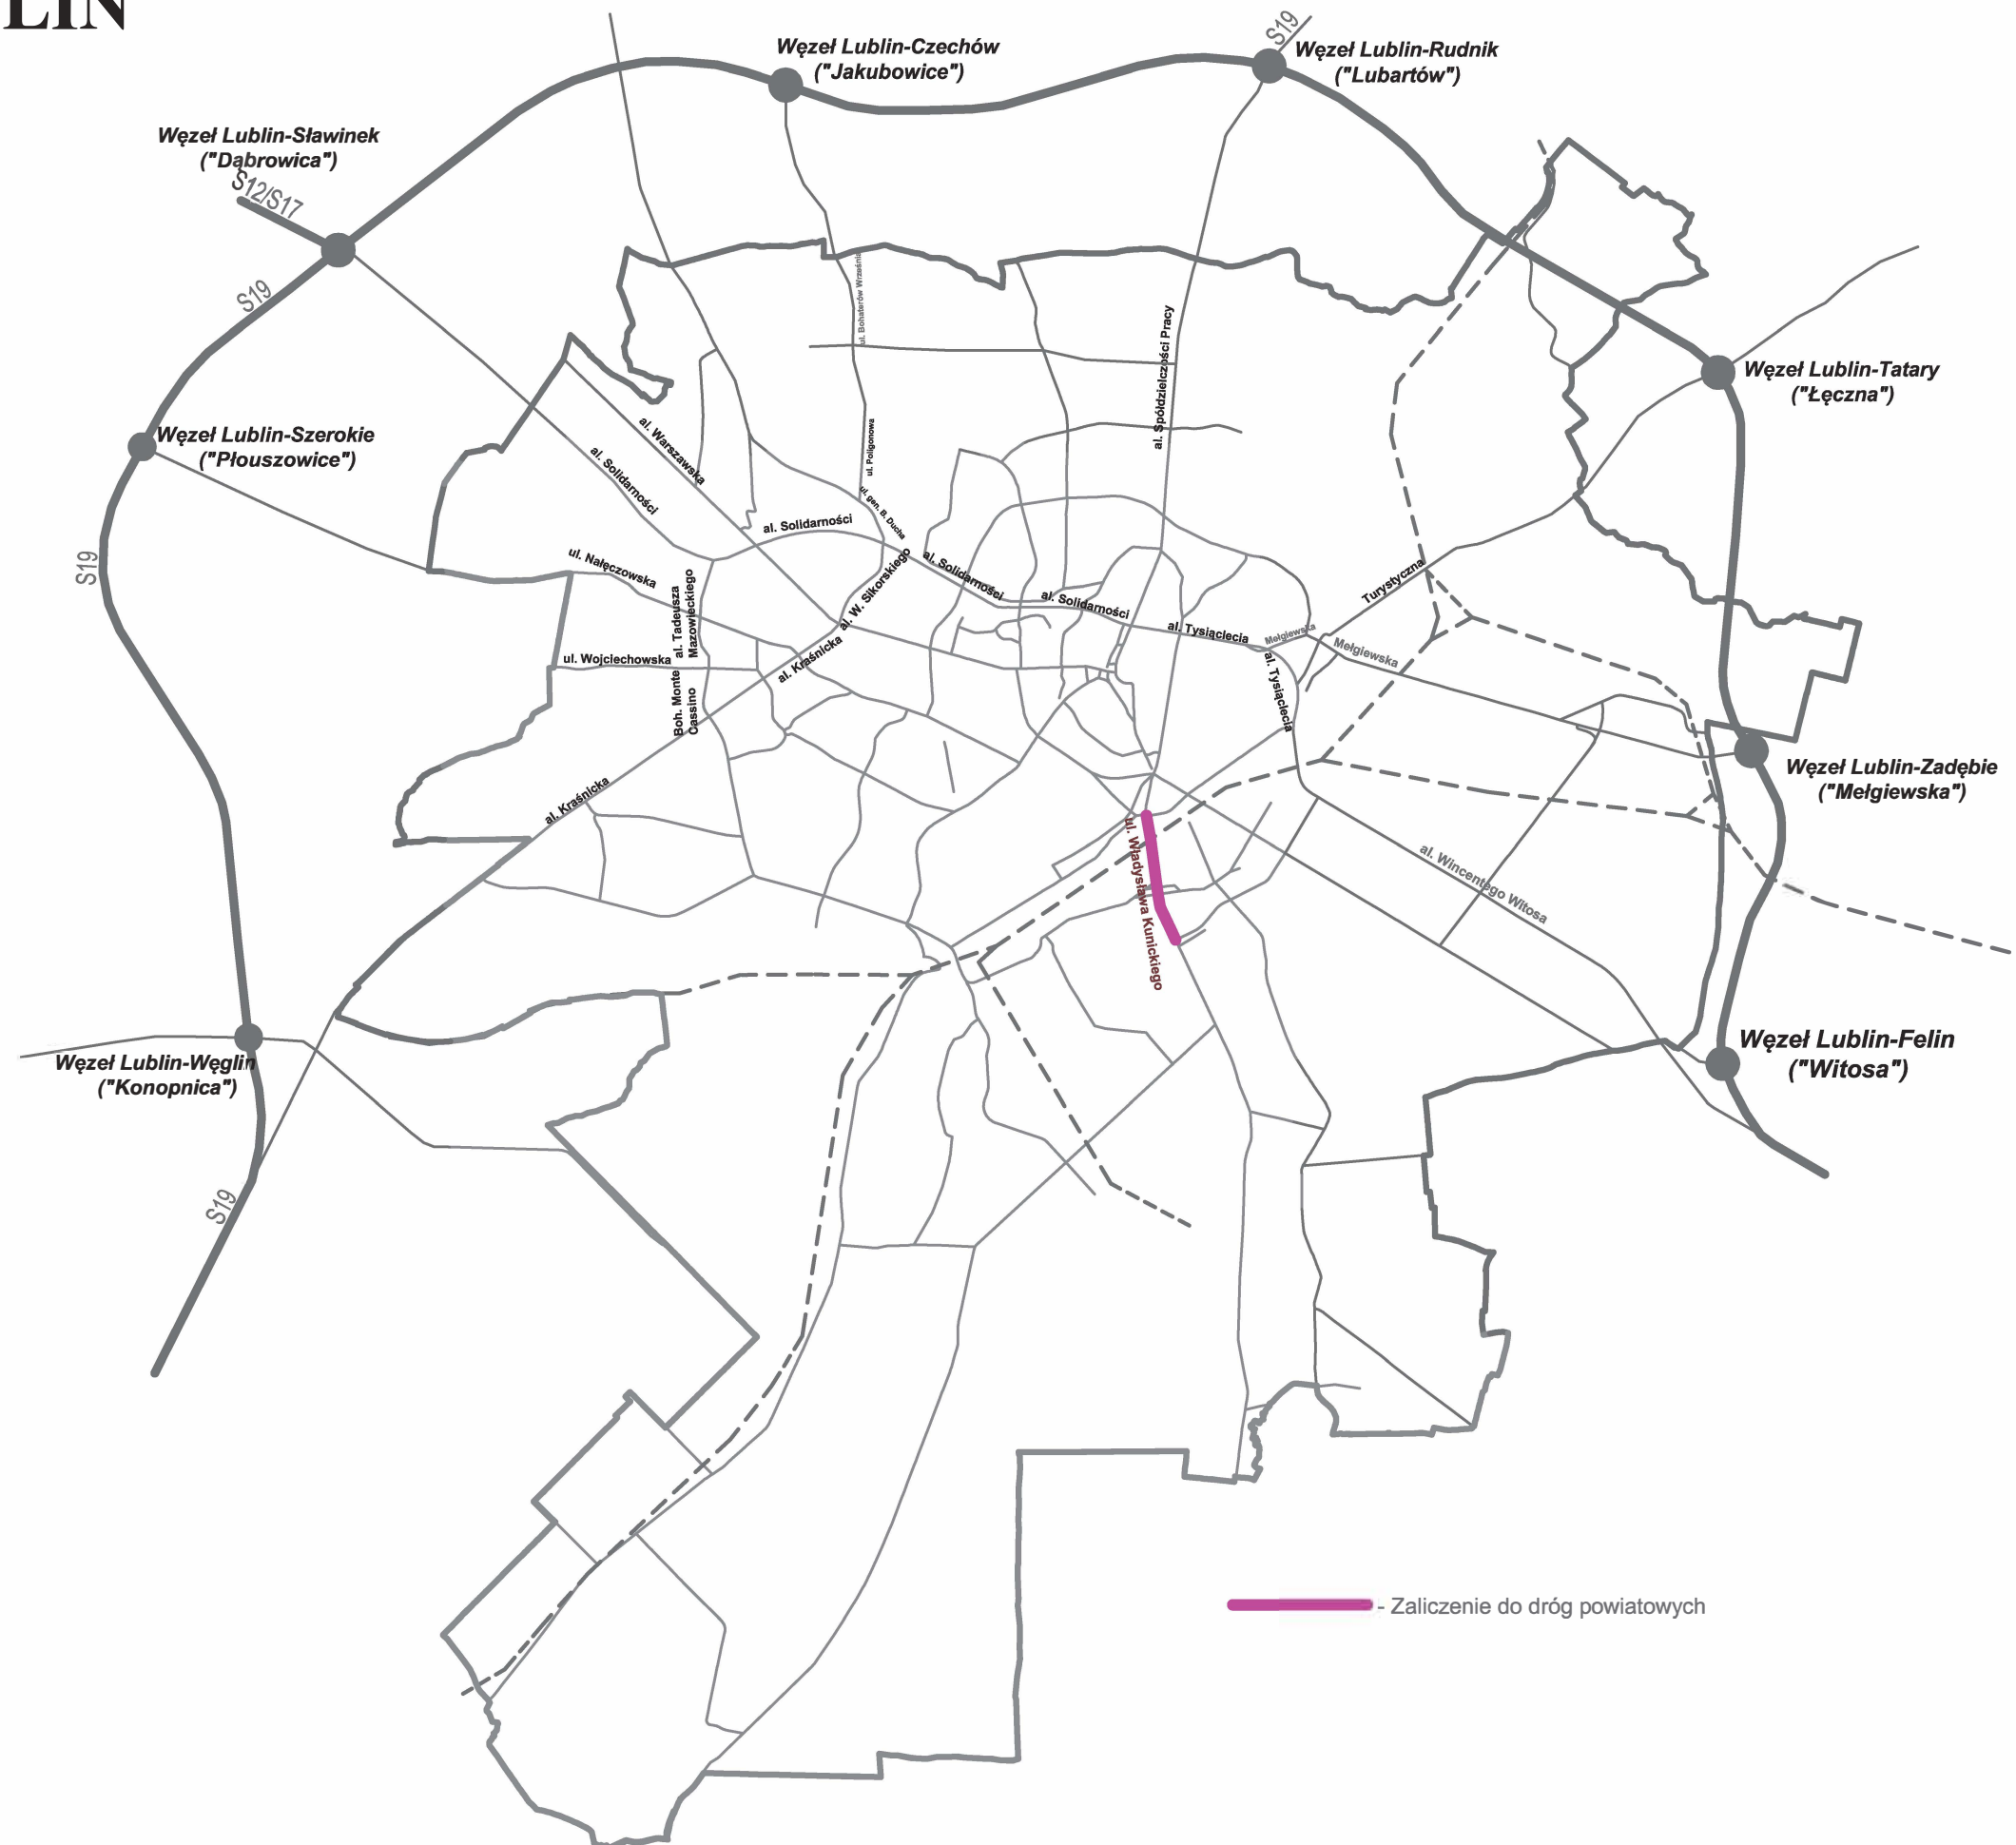 LIN
S19
Węzeł Lublin-Czechów
("Jakubowice")
Węzeł Lublin-Rudnik
("Lubartów")
Węzeł Lublin-Sławinek
("Dąbrowica")
S12/S17
S19
ul. Bohaterów Września
al. Spółdzielczości Pracy
Węzeł Lublin-Tatary
("Łęczna")
Węzeł Lublin-Szerokie
("Płouszowice")
al. Warszawska
al. Solidarności
ul. Poligonowa
ul. gen. B. Ducha
al. Solidarności
S19
ul. Nałęczowska
al. Tadeusza
Mazowieckiego
al. W. Sikorskiego
al. Solidarności
al. Solidarności
Turystyczna
al. Tysiąclecia
Mełgiewska
Mełgiewska
ul. Wojciechowska
al. Kraśnicka
al. Tysiąclecia
Boh. Monte
Cassino
al. Kraśnicka
Węzeł Lublin-Zadębie
("Mełgiewska")
ul. Władysława Kunickiego
al. Wincentego Witosa
Węzeł Lublin-Felin
("Witosa")
Węzeł Lublin-Węglin
("Konopnica")
S19
- Zaliczenie do dróg powiatowych